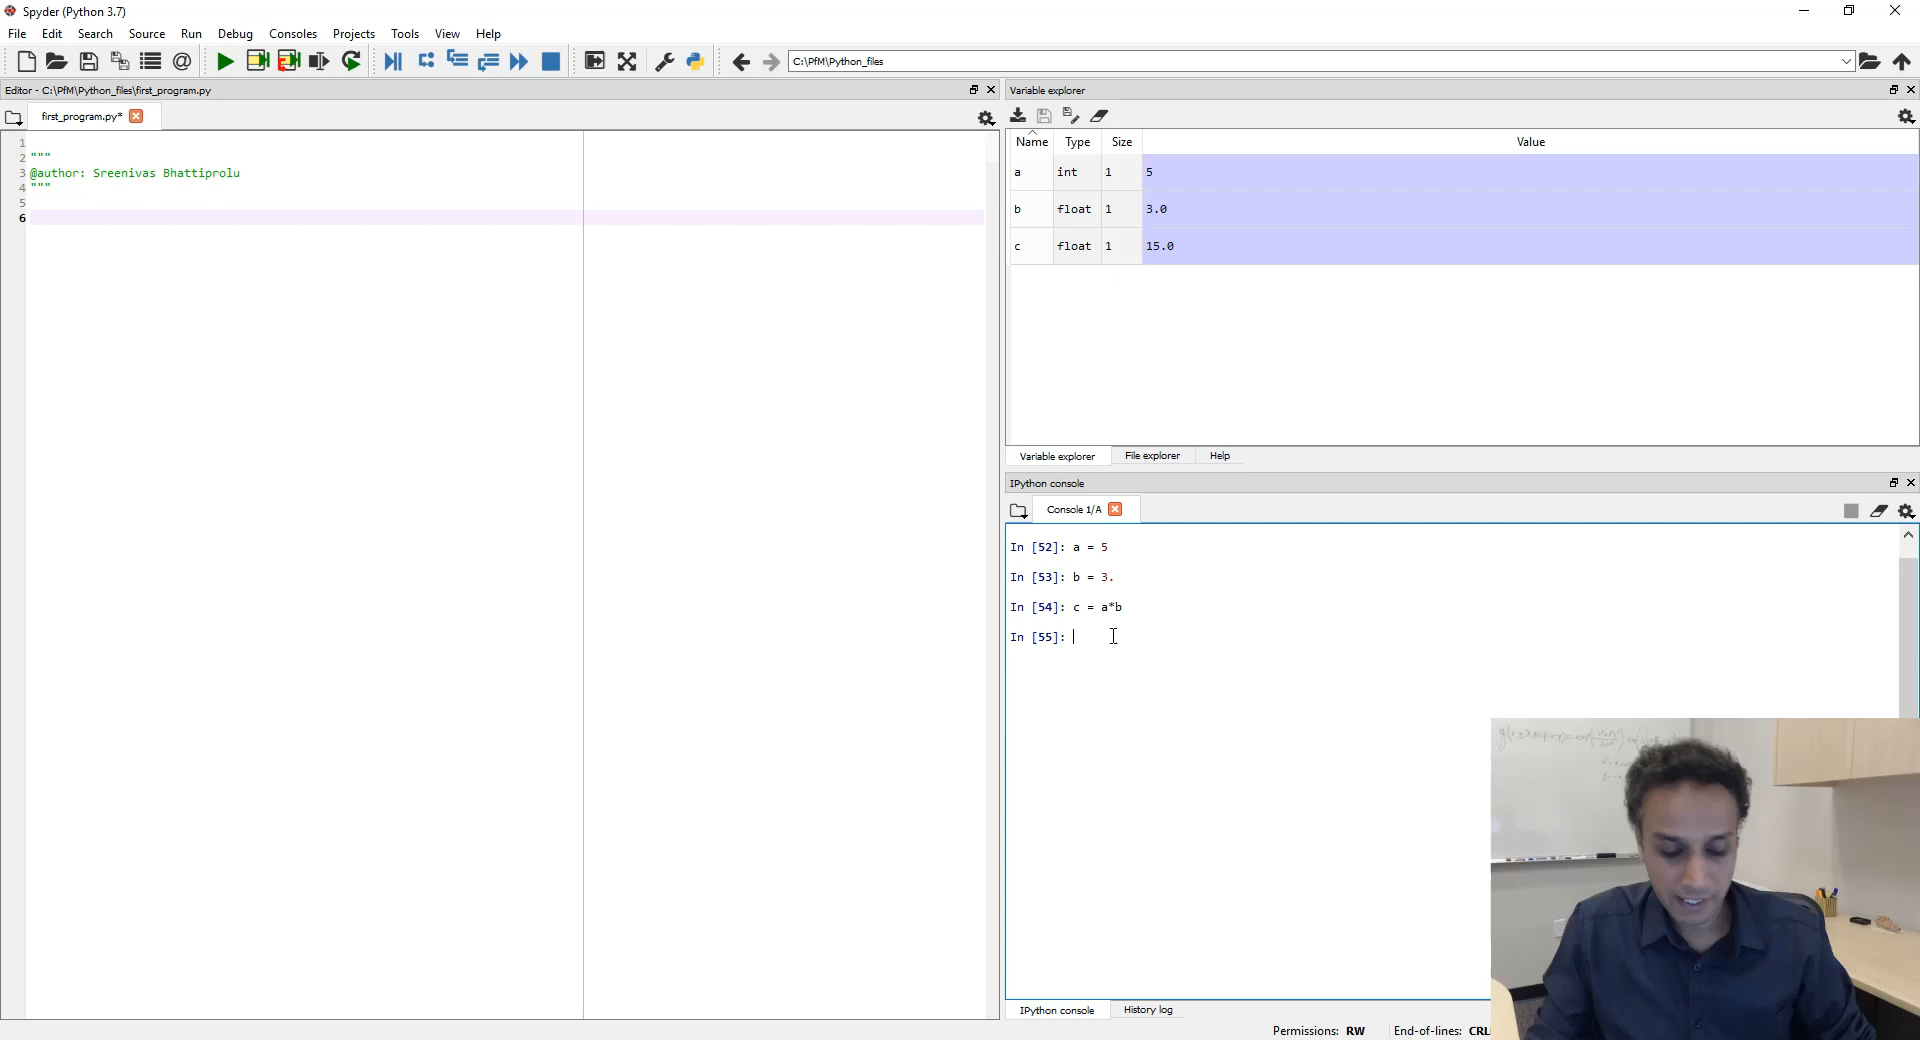 Spyder (Python 3.7)
File Edit Search Source Run Debug Consoles Projects Tools View Help
C:\PfM\Python_files
Editor - C:\PfM\Python_files\first_program.py
first_program.py*
1
2 """
3 @author: Sreenivas Bhattiprolu
4 """
5
6
Variable explorer
Name Type Size Value
a int 1 5
b float 1 3.0
c float 1 15.0
Variable explorer File explorer Help
IPython console
Console 1/A
In [52]: a = 5
In [53]: b = 3.
In [54]: c = a*b
In [55]:
IPython console History log
Permissions: RW End-of-lines: CRL